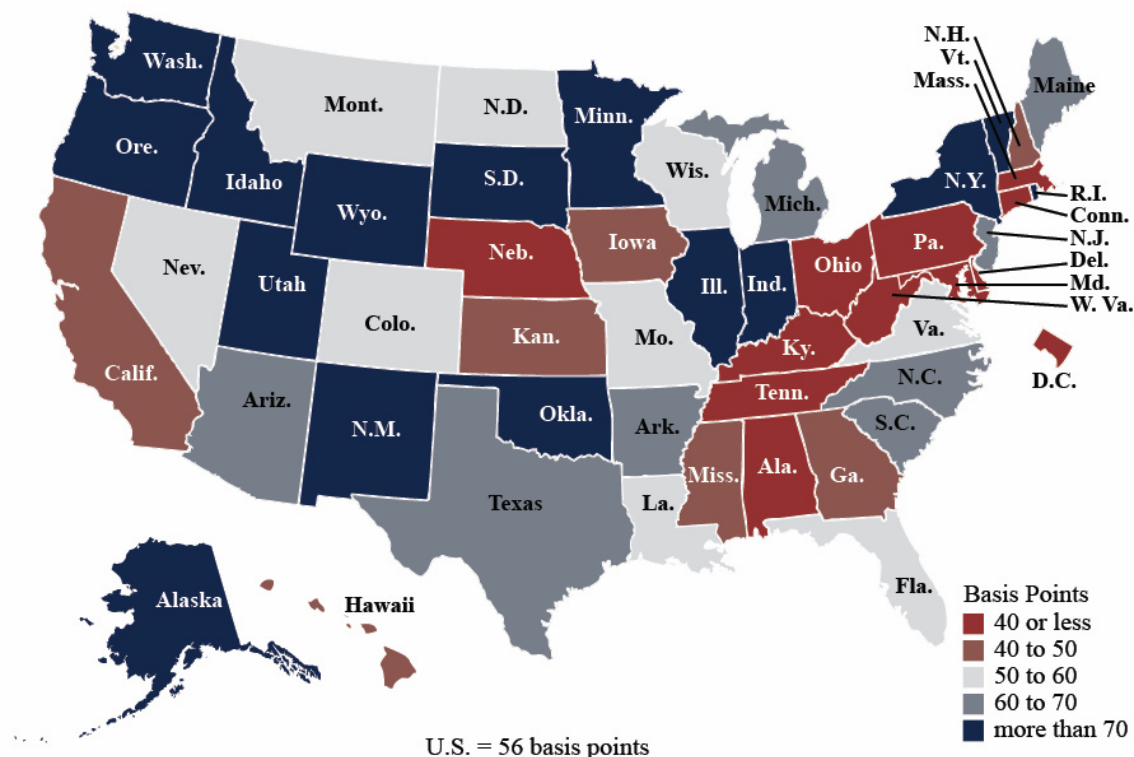 N.H.
Vt.
Mass.
Maine
Wash.
Mont.
N.D.
Minn.
Ore.
Idaho
S.D.
Wis.
Mich.
N.Y.
R.I.
Conn.
N.J.
Del.
Md.
W. Va.
Wyo.
Neb.
Iowa
Ill.
Ind.
Ohio
Pa.
Nev.
Utah
Colo.
Kan.
Mo.
Ky.
Va.
D.C.
Calif.
Ariz.
N.M.
Okla.
Ark.
Tenn.
N.C.
S.C.
Texas
La.
Miss.
Ala.
Ga.
Fla.
Alaska
Hawaii
Basis Points
40 or less
40 to 50
50 to 60
60 to 70
more than 70
U.S. = 56 basis points